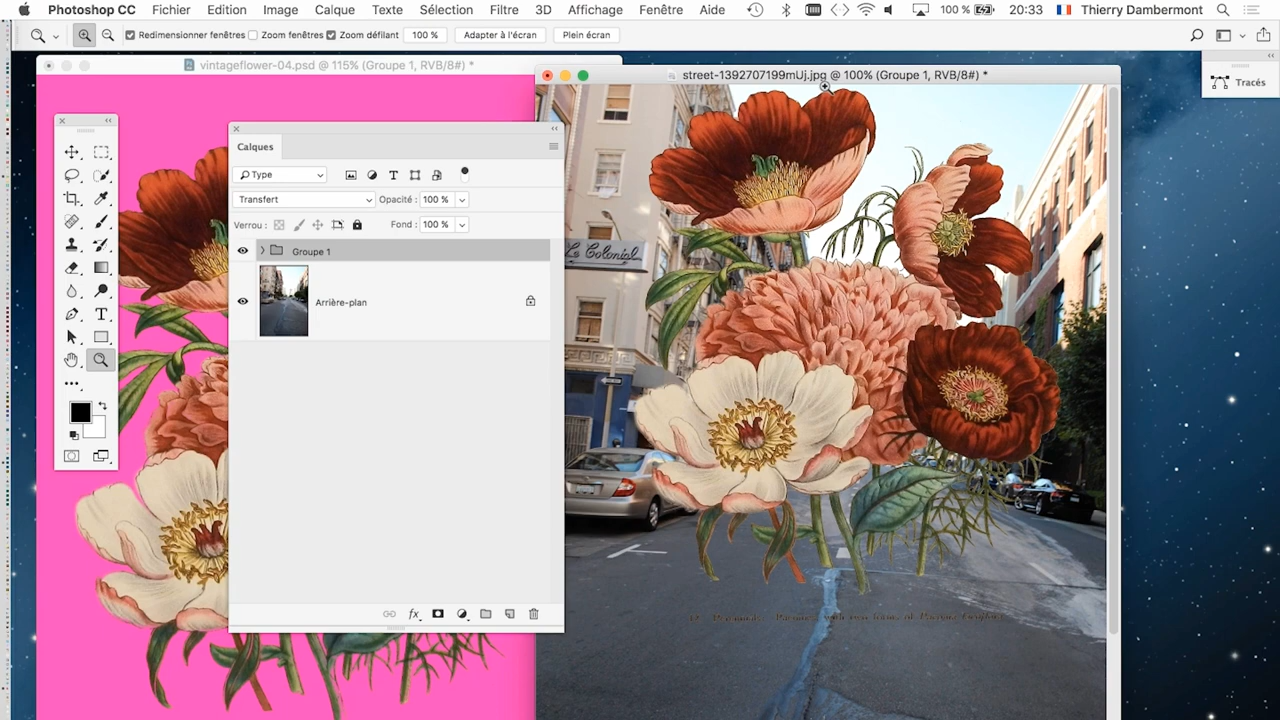 Photoshop CC Fichier Edition Image Calque Texte Sélection Filtre 3D Affichage Fenêtre Aide 100 % 20:33 Thierry Dambermont
Redimensionner fenêtres Zoom fenêtres Zoom défilant 100 % Adapter à l'écran Plein écran
vintageflower-04.psd @ 115% (Groupe 1, RVB/8#) *
street-1392707199mUj.jpg @ 100% (Groupe 1, RVB/8#) *
Tracés
Calques
Type
Transfert Opacité : 100 %
Verrou : Fond : 100 %
Groupe 1
Arrière-plan
Le Colonial